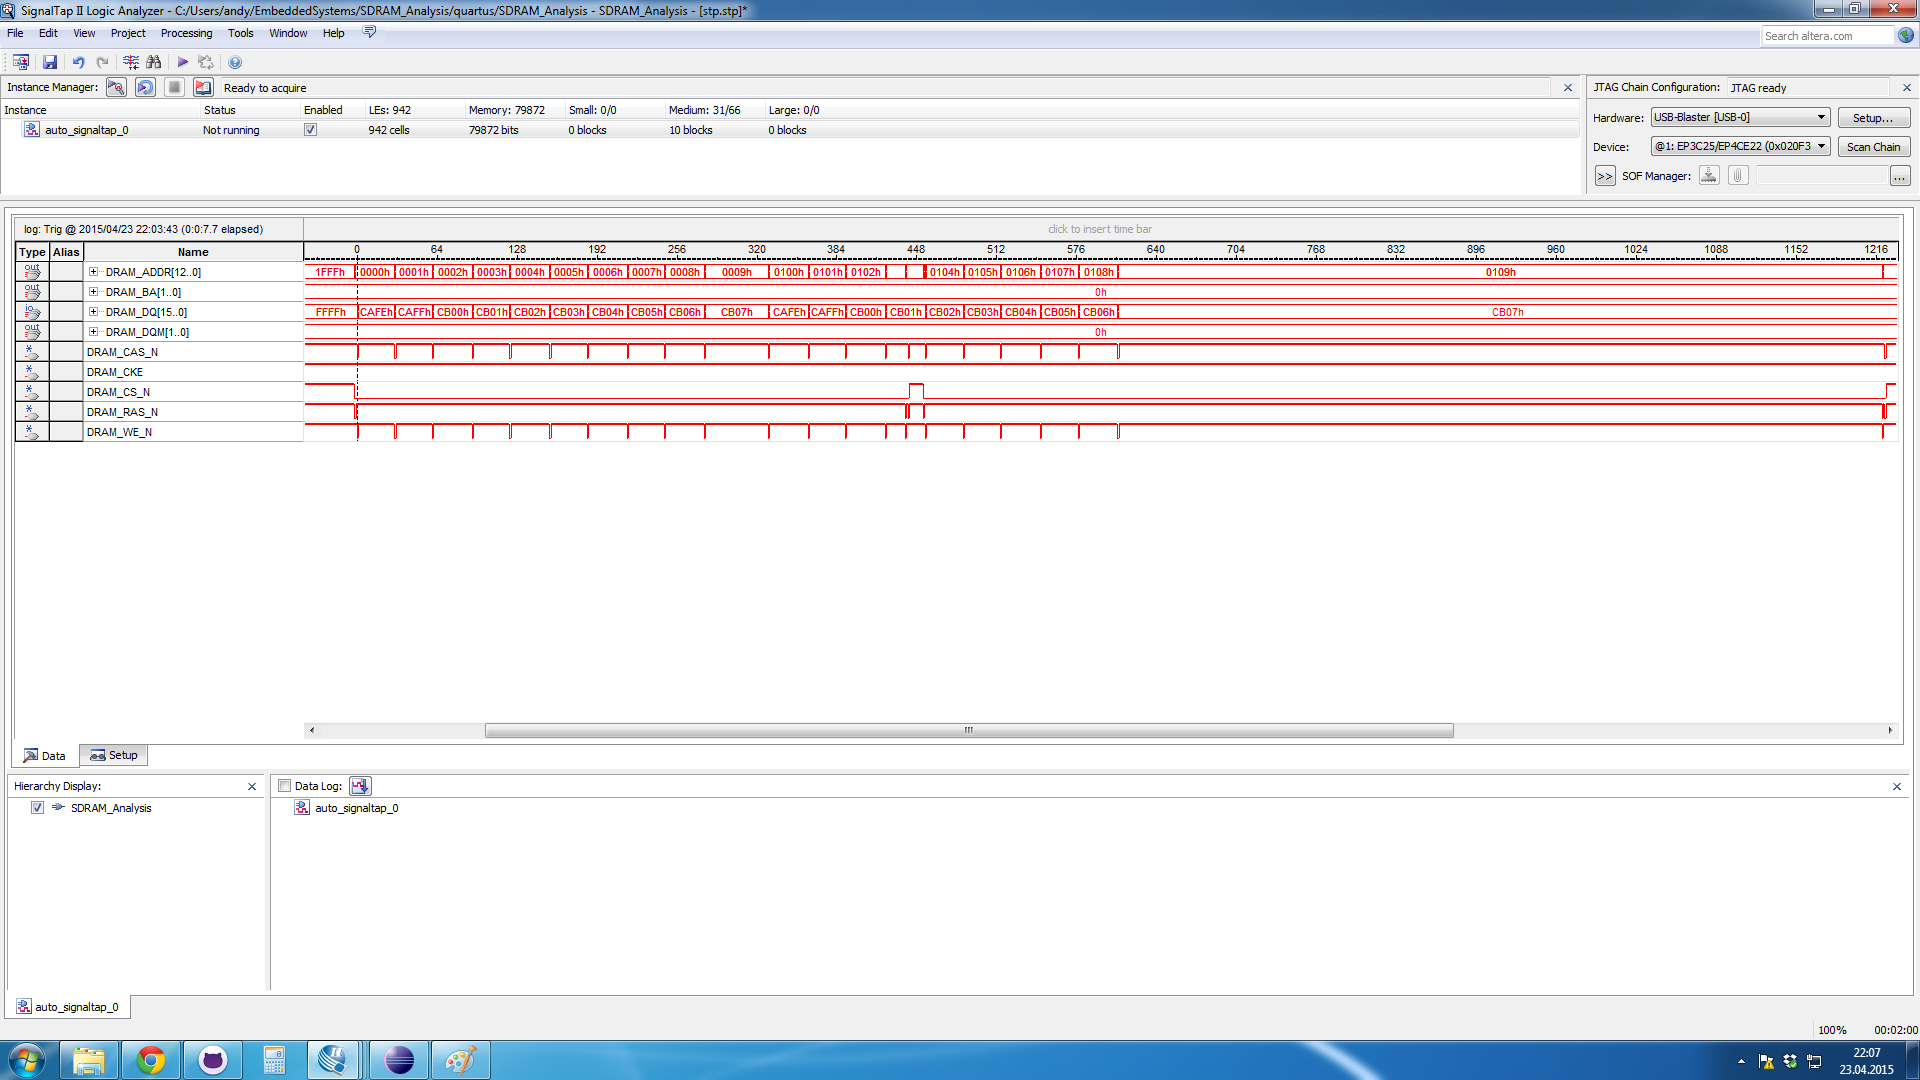 SignalTap II Logic Analyzer - C:/Users/andy/EmbeddedSystems/SDRAM_Analysis/quartus/SDRAM_Analysis - SDRAM_Analysis - [stp.stp]*
File Edit View Project Processing Tools Window Help
Search altera.com
Instance Manager: Ready to acquire
JTAG Chain Configuration: JTAG ready
Instance Status Enabled LEs: 942 Memory: 79872 Small: 0/0 Medium: 31/66 Large: 0/0
auto_signaltap_0 Not running 942 cells 79872 bits 0 blocks 10 blocks 0 blocks
Hardware: USB-Blaster [USB-0] Setup...
Device: @1: EP3C25/EP4CE22 (0x020F3 Scan Chain
>> SOF Manager: ...
log: Trig @ 2015/04/23 22:03:43 (0:0:7.7 elapsed) click to insert time bar
Type Alias Name 0 64 128 192 256 320 384 448 512 576 640 704 768 832 896 960 1024 1088 1152 1216
out DRAM_ADDR[12..0] 1FFFh 0000h 0001h 0002h 0003h 0004h 0005h 0006h 0007h 0008h 0009h 0100h 0101h 0102h 0104h 0105h 0106h 0107h 0108h 0109h
out DRAM_BA[1..0] 0h
io DRAM_DQ[15..0] FFFFh CAFEh CAFFh CB00h CB01h CB02h CB03h CB04h CB05h CB06h CB07h CAFEh CAFFh CB00h CB01h CB02h CB03h CB04h CB05h CB06h CB07h
out DRAM_DQM[1..0] 0h
* DRAM_CAS_N
* DRAM_CKE
* DRAM_CS_N
* DRAM_RAS_N
* DRAM_WE_N
Data Setup
Hierarchy Display: Data Log:
SDRAM_Analysis auto_signaltap_0
auto_signaltap_0
100% 00:02:00
22:07
23.04.2015